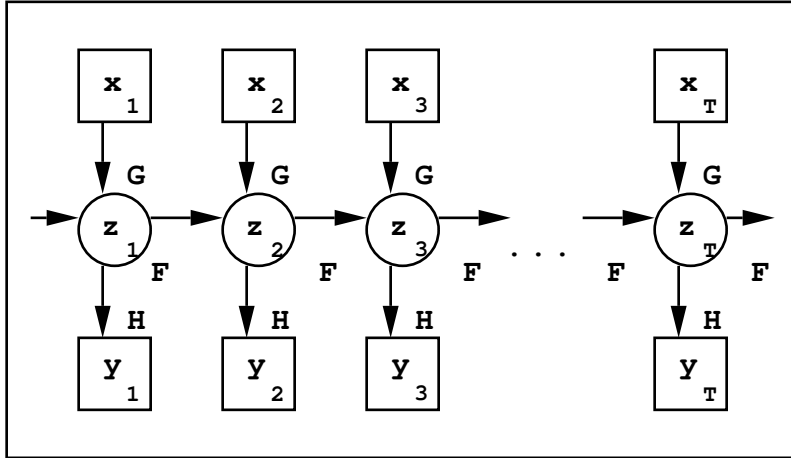 x1 x2 x3 xT
G G G G
z1 z2 z3 zT
F F F . . . F F
H H H H
y1 y2 y3 yT